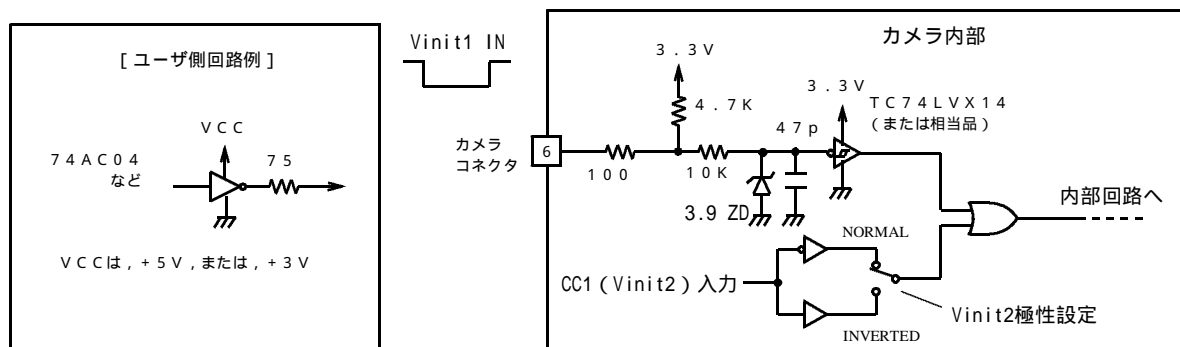 [ ユーザ側回路例 ]
VCC
74AC04
など
75
VCCは,+5V,または,+3V
Vinit1 IN
カメラ
コネクタ
6
カメラ内部
3.3V
4.7K
100
10K
47p
3.9 ZD
3.3V
TC74LVX14
(または相当品)
内部回路へ
NORMAL
CC1(Vinit2)入力
Vinit2極性設定
INVERTED